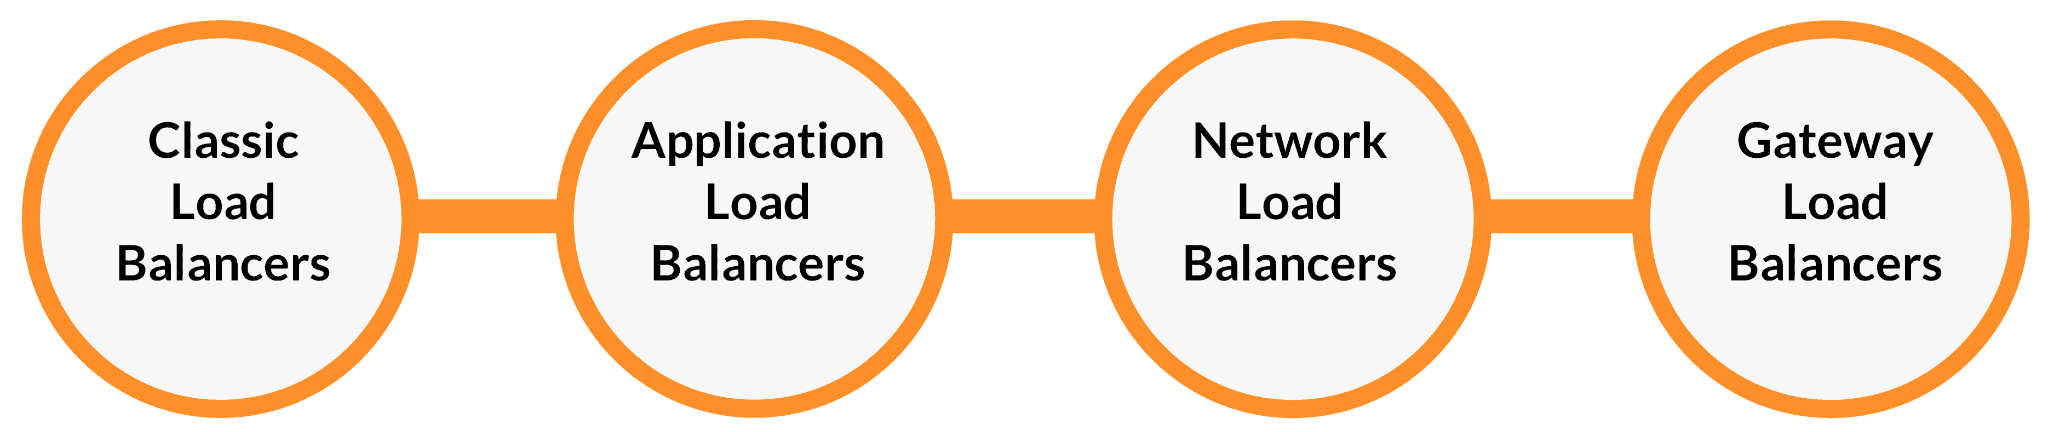 Classic
Load
Balancers
Application
Load
Balancers
Network
Load
Balancers
Gateway
Load
Balancers